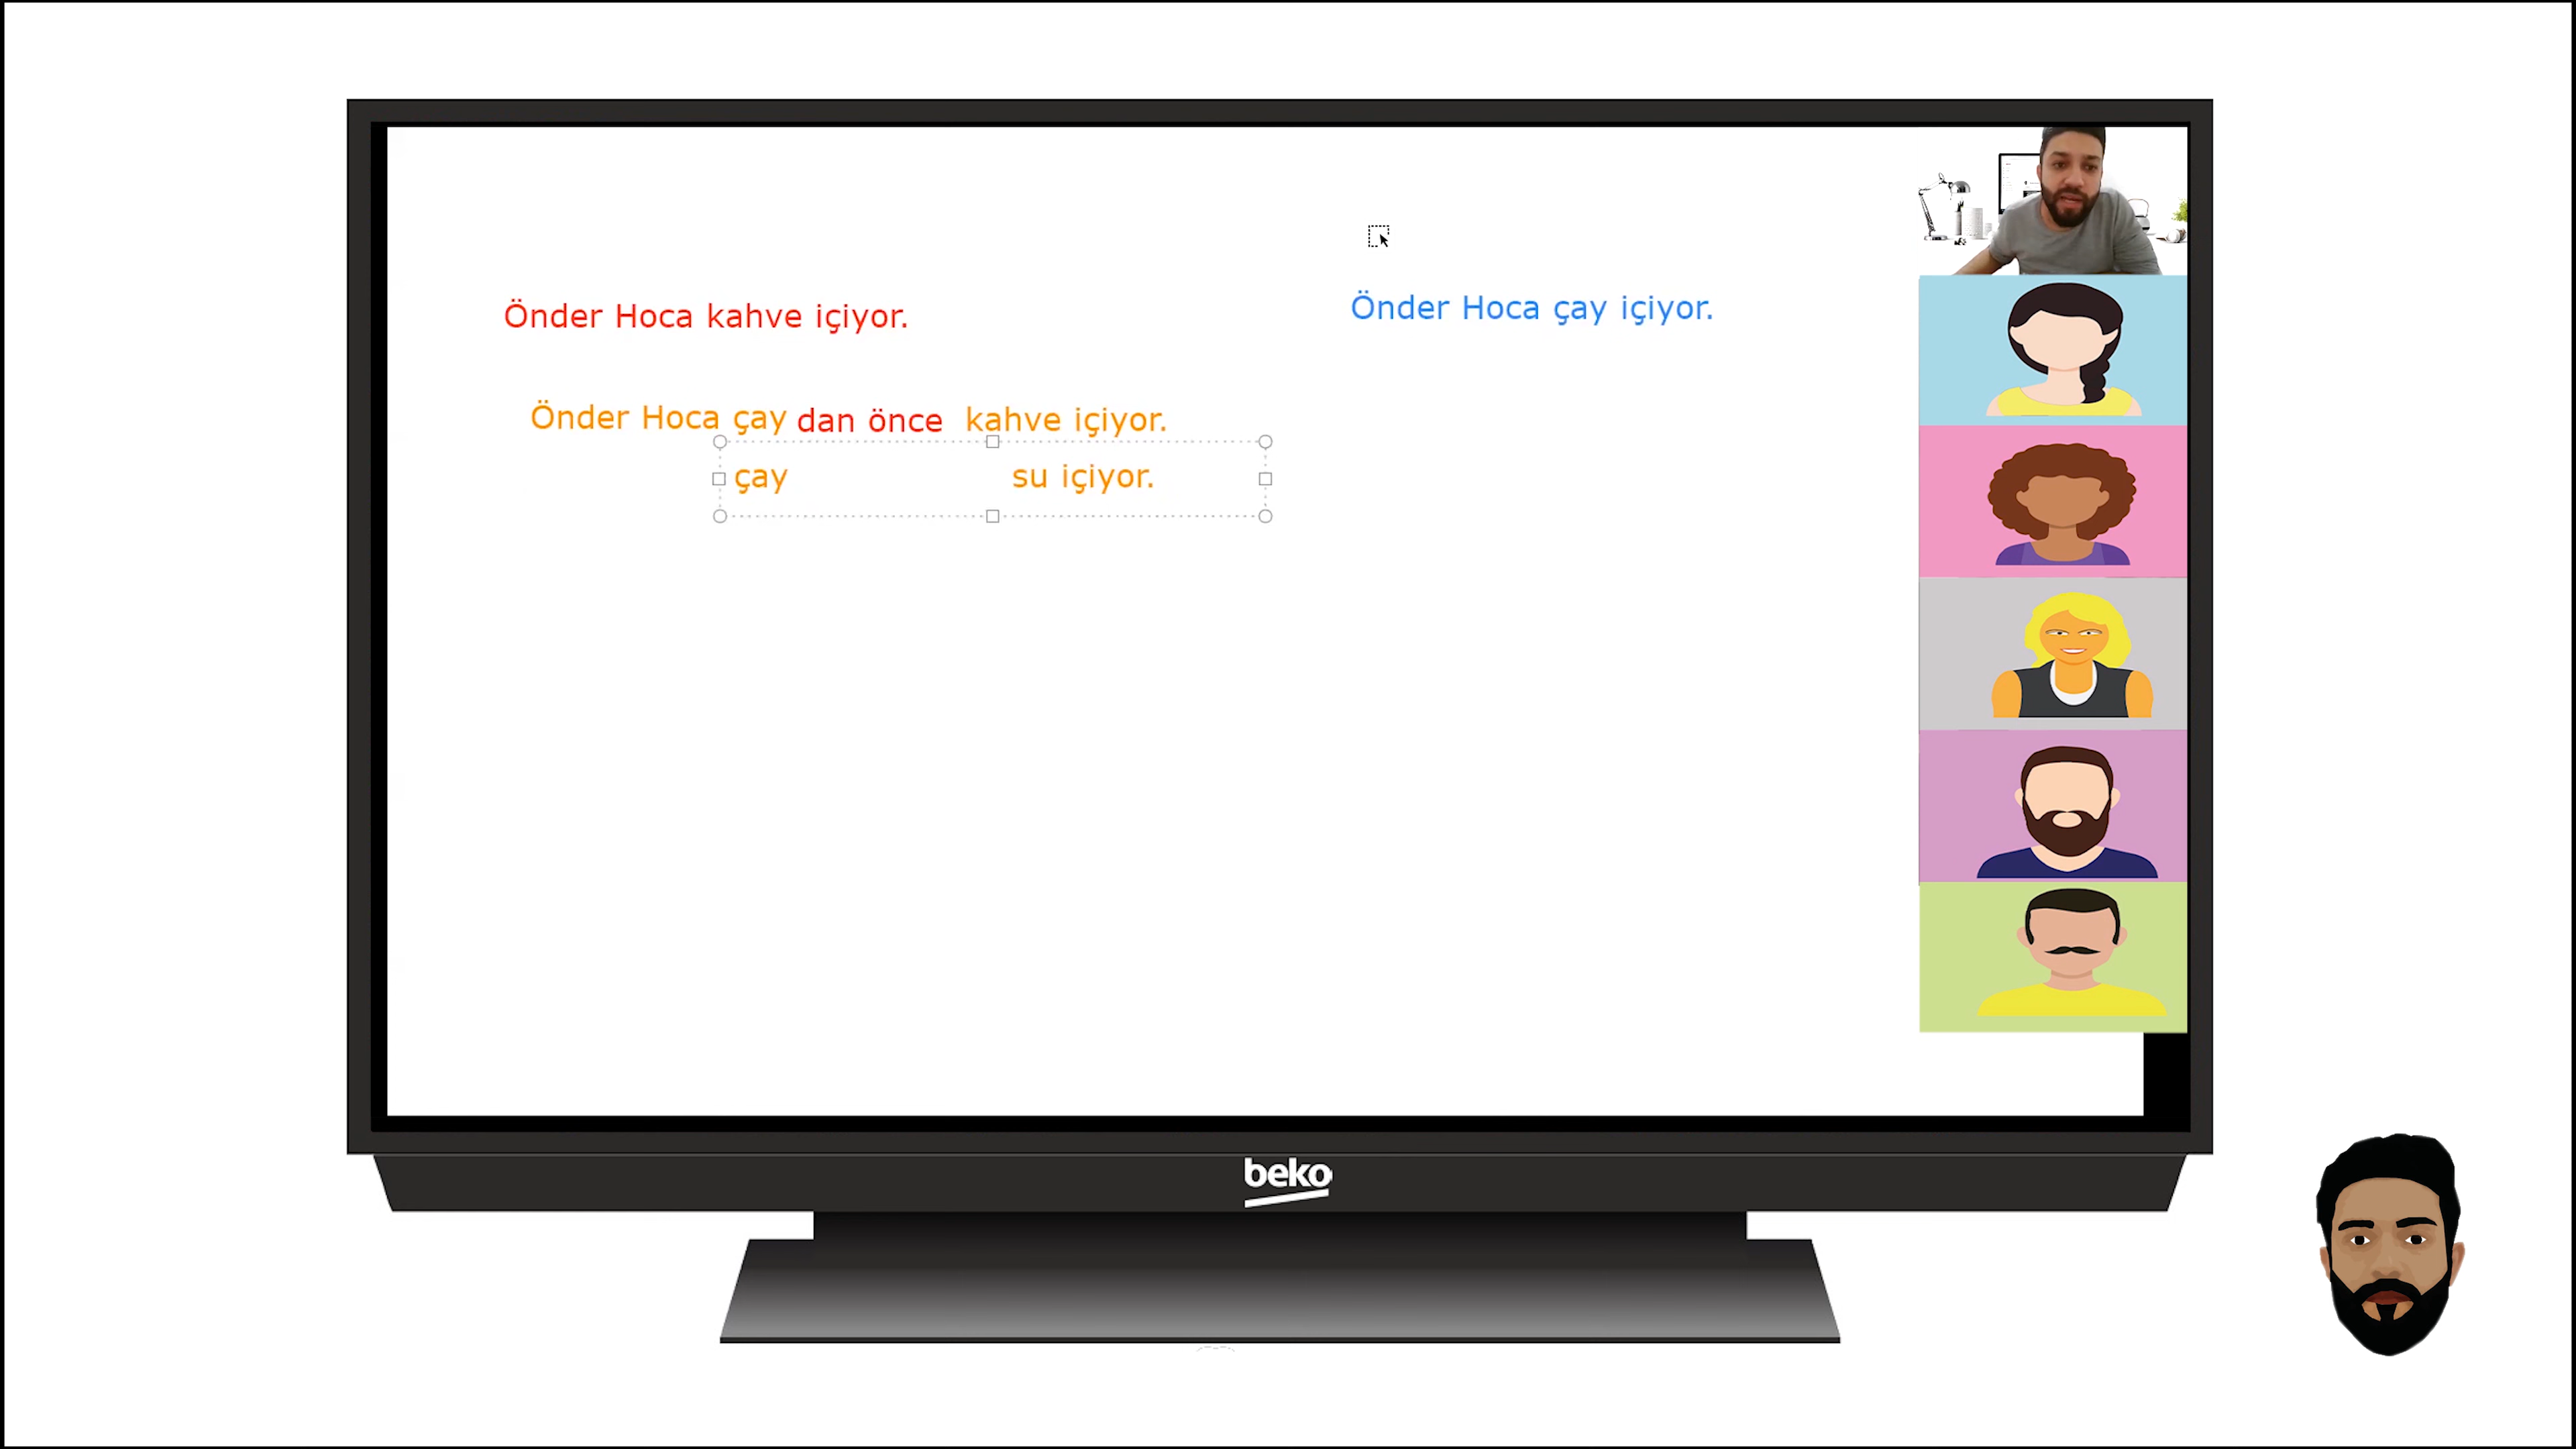 Önder Hoca kahve içiyor.
Önder Hoca çay içiyor.
Önder Hoca çay dan önce kahve içiyor.
çay su içiyor.
beko